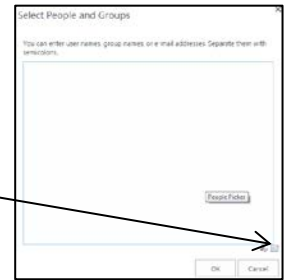 Select People and Groups
You can enter user names, group names, or e-mail addresses. Separate them with
semicolons.
People Picker
OK
Cancel